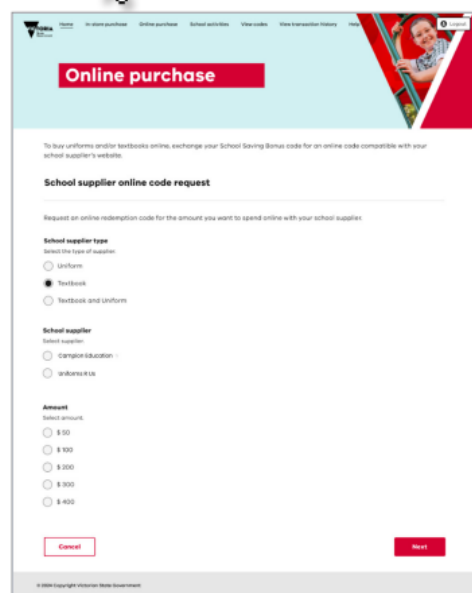 VICTORIA
Home In-store purchase Online purchase School activities View codes View transaction history Help
Logout
Online purchase
To buy uniforms and/or textbooks online, exchange your School Saving Bonus code for an online code compatible with your
school supplier's website.
School supplier online code request
Request an online redemption code for the amount you want to spend online with your school supplier.
School supplier type
Select the type of supplier.
Uniform
Textbook
Textbook and Uniform
School supplier
Select supplier.
Campion Education
Uniforms R Us
Amount
Select amount.
$ 50
$ 100
$ 200
$ 300
$ 400
Cancel Next
© 2024 Copyright Victorian State Government